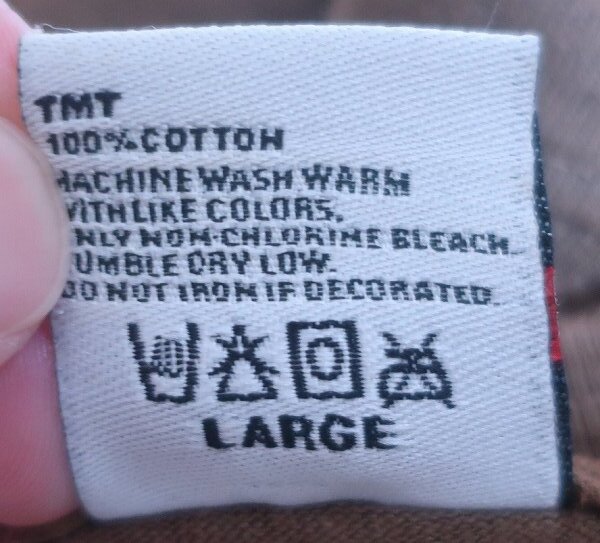 TMT
100% COTTON
MACHINE WASH WARM
WITH LIKE COLORS.
ONLY NON-CHLORINE BLEACH.
TUMBLE DRY LOW.
DO NOT IRON IF DECORATED.
LARGE